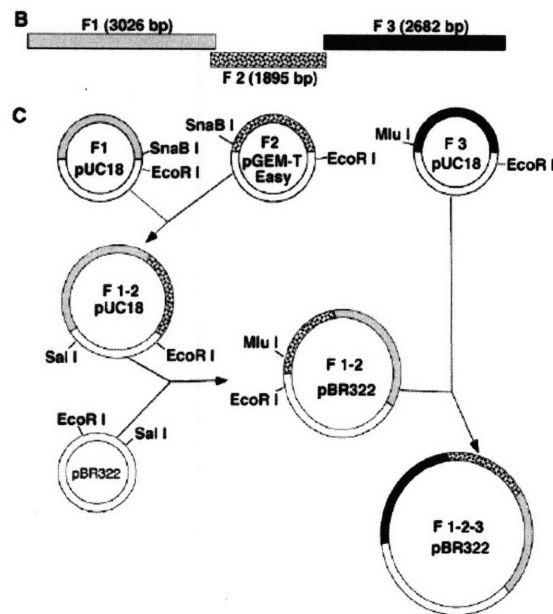 B
F1 (3026 bp)
F 3 (2682 bp)
F 2 (1895 bp)
C
F1
pUC18
SnaB I
EcoR I
SnaB I
F2
pGEM-T
Easy
EcoR I
Mlu I
F 3
pUC18
EcoR I
F 1-2
pUC18
Sal I
EcoR I
Mlu I
EcoR I
F 1-2
pBR322
EcoR I
Sal I
pBR322
F 1-2-3
pBR322